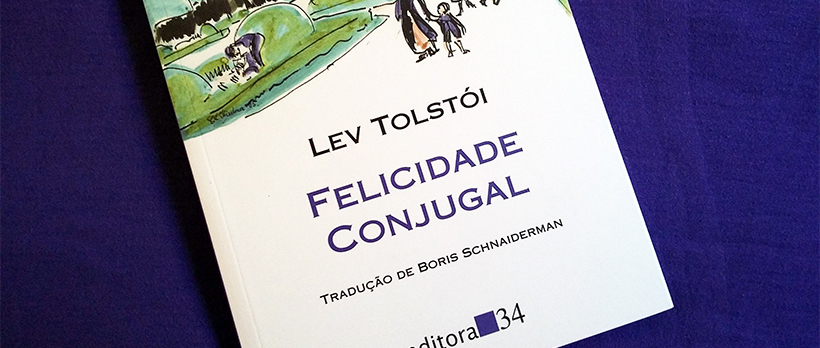 LEV TOLSTÓI
FELICIDADE
CONJUGAL
TRADUÇÃO DE BORIS SCHNAIDERMAN
editora 34